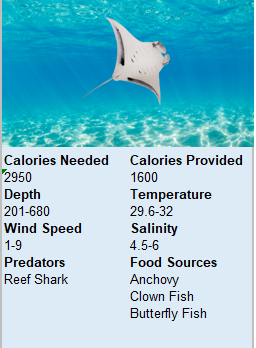 Calories Needed Calories Provided
2950 1600
Depth Temperature
201-680 29.6-32
Wind Speed Salinity
1-9 4.5-6
Predators Food Sources
Reef Shark Anchovy
Clown Fish
Butterfly Fish